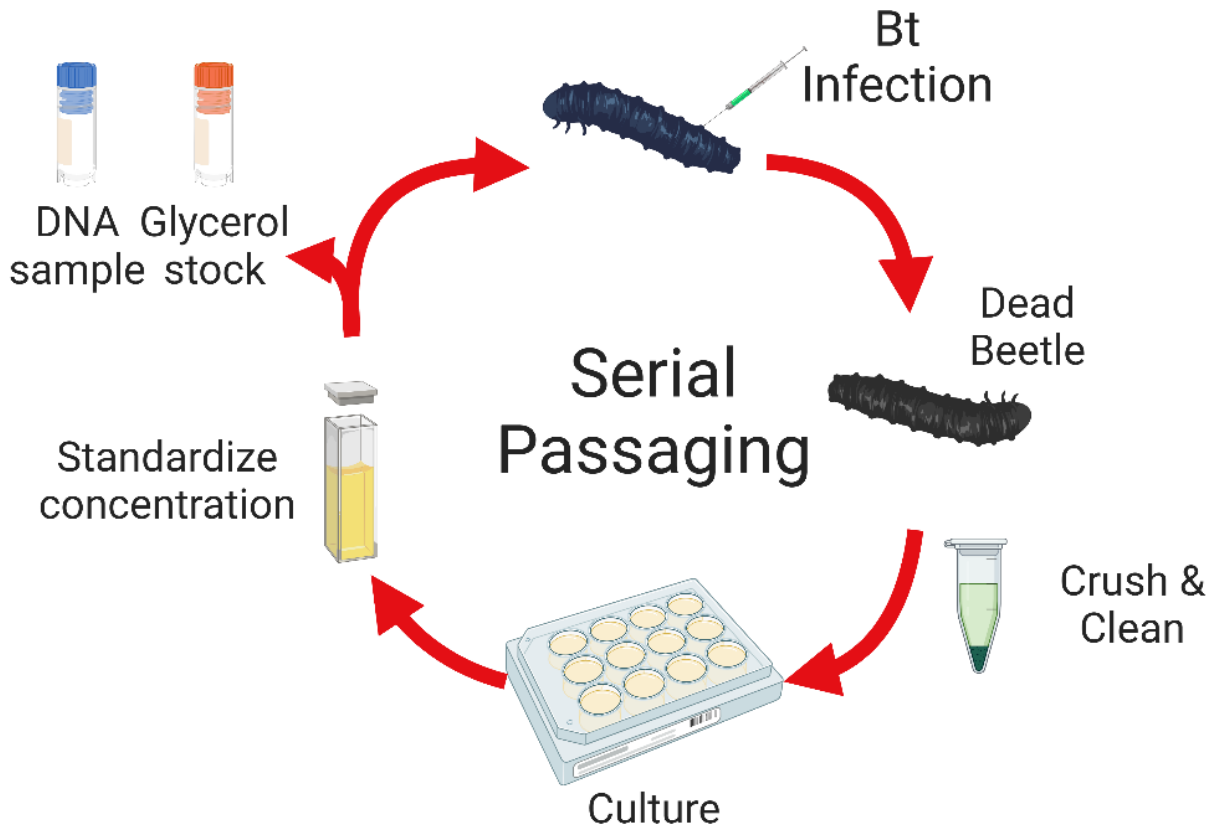 Bt
Infection
DNA Glycerol
sample stock
Dead
Beetle
Serial
Passaging
Standardize
concentration
Crush &
Clean
Culture